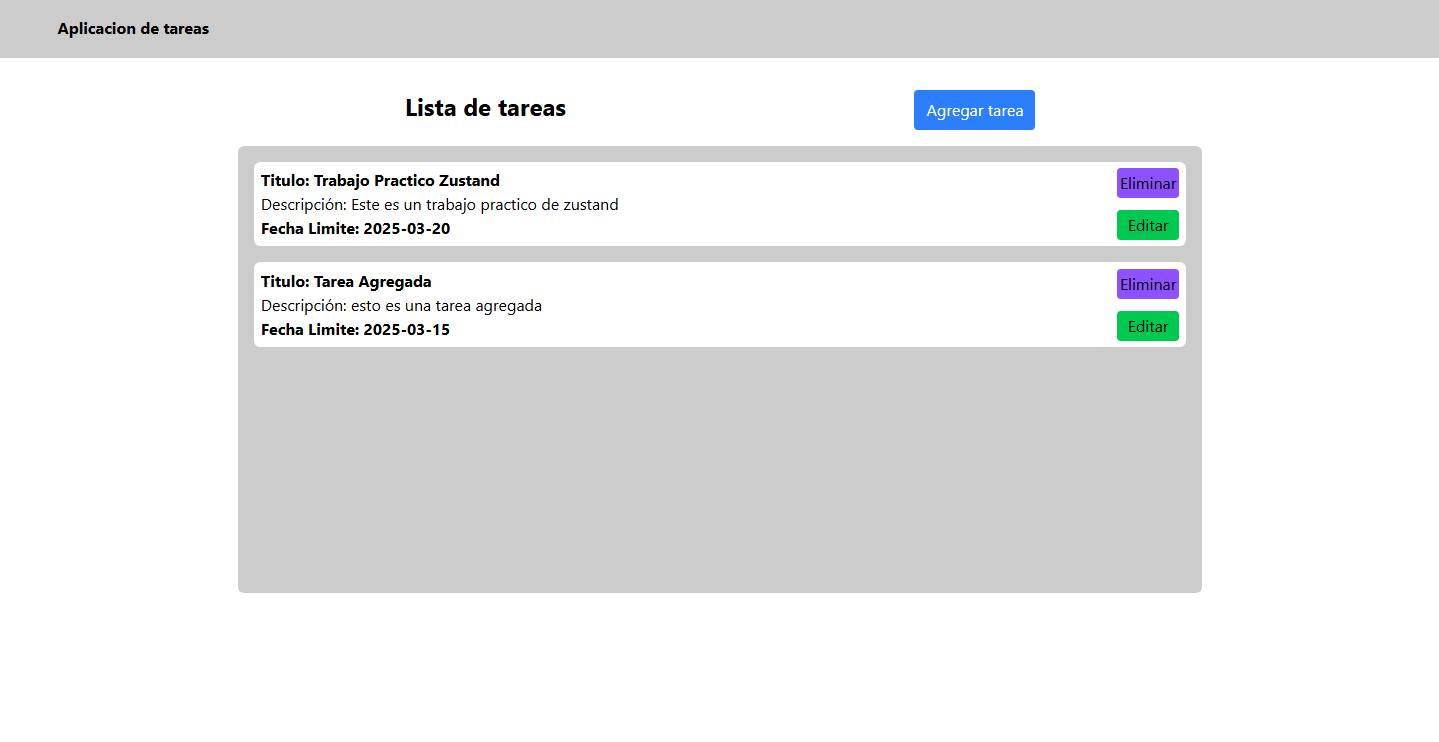 Aplicacion de tareas
Lista de tareas
Agregar tarea
Titulo: Trabajo Practico Zustand
Descripción: Este es un trabajo practico de zustand
Fecha Limite: 2025-03-20
Eliminar
Editar
Titulo: Tarea Agregada
Descripción: esto es una tarea agregada
Fecha Limite: 2025-03-15
Eliminar
Editar